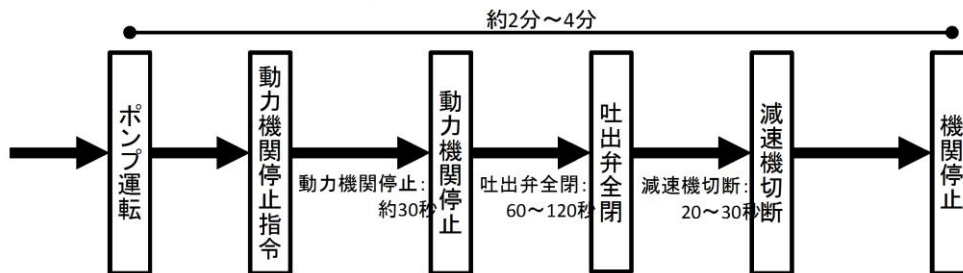 約2分～4分
ポンプ運転
動力機関停止指令
動力機関停止:
約30秒
動力機関停止
吐出弁全閉:
60～120秒
吐出弁全閉
減速機切断:
20～30秒
減速機切断
機関停止